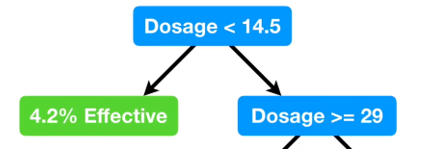 Dosage < 14.5
4.2% Effective
Dosage >= 29